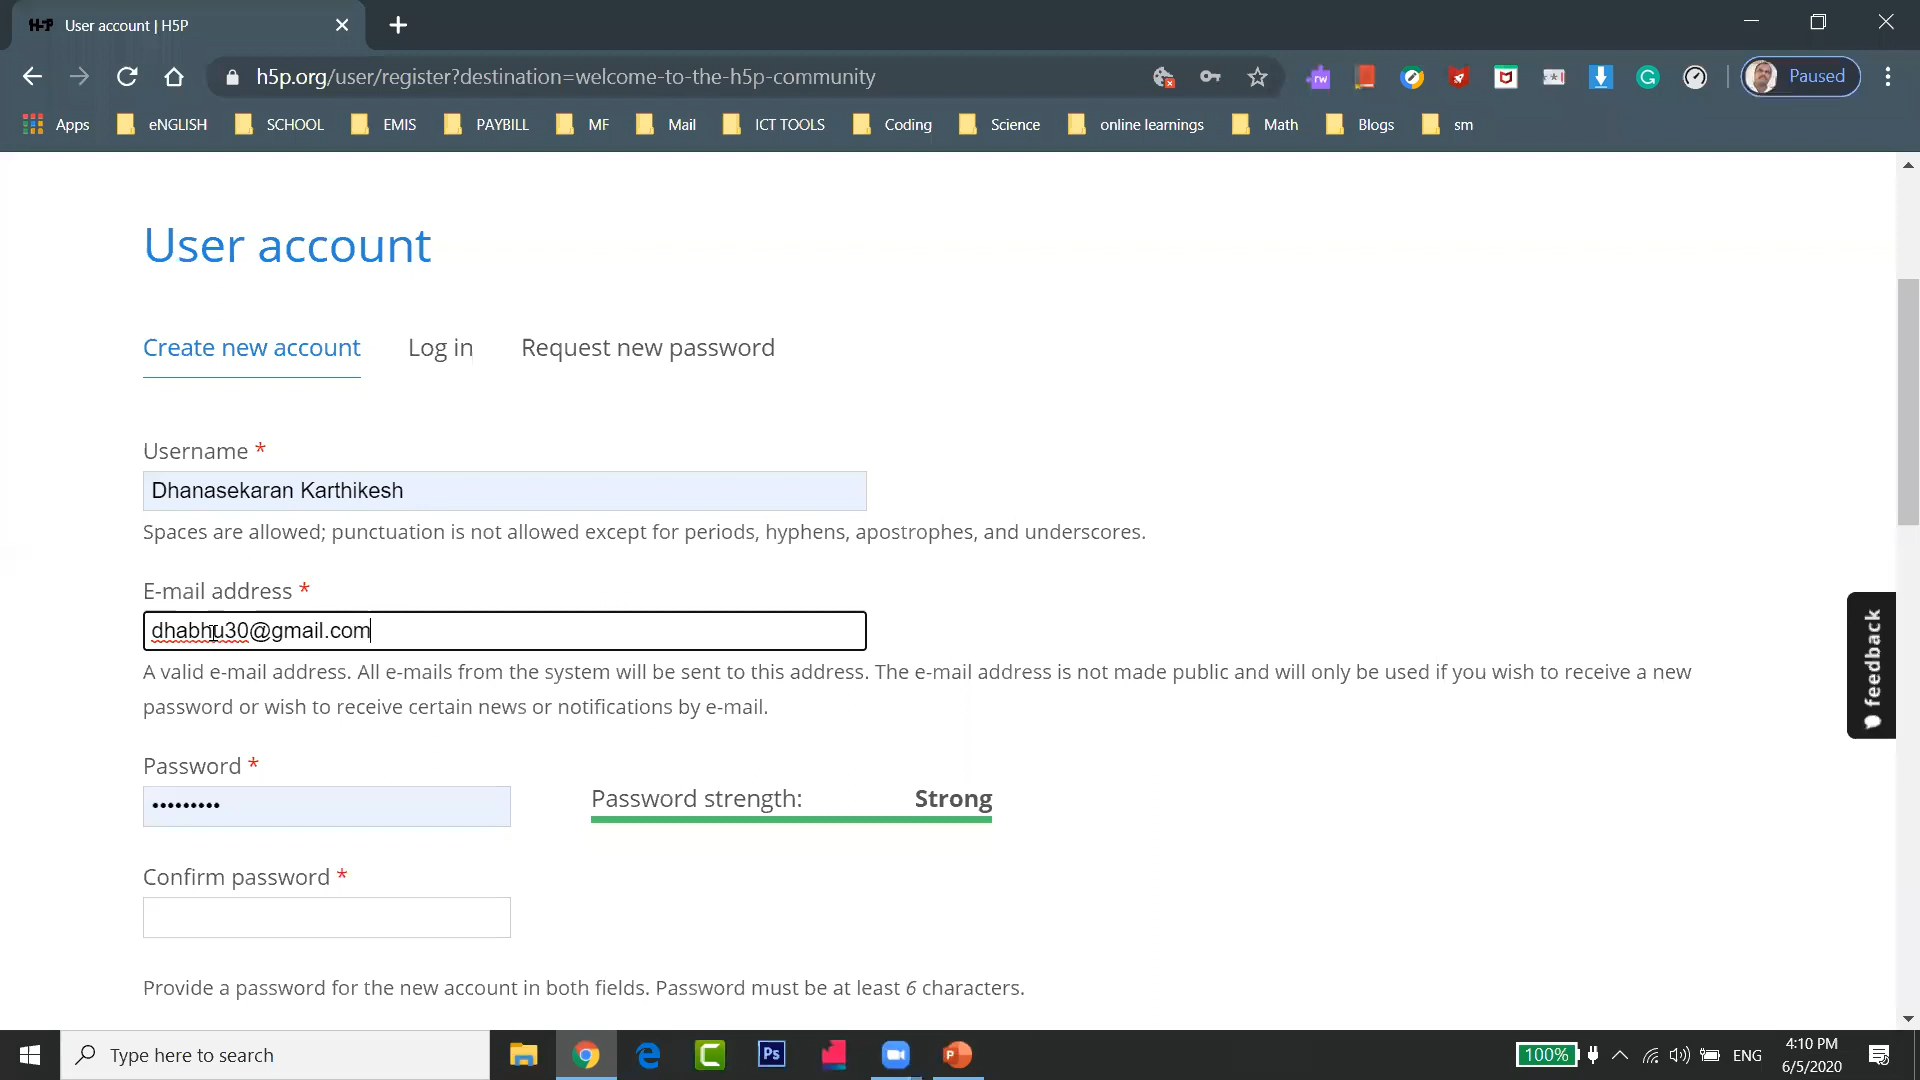 H-P User account | H5P
h5p.org/user/register?destination=welcome-to-the-h5p-community
rw
Paused
Apps eNGLISH SCHOOL EMIS PAYBILL MF Mail ICT TOOLS Coding Science online learnings Math Blogs sm
User account
Create new account Log in Request new password
Username *
Dhanasekaran Karthikesh
Spaces are allowed; punctuation is not allowed except for periods, hyphens, apostrophes, and underscores.
E-mail address *
dhabhu30@gmail.com
A valid e-mail address. All e-mails from the system will be sent to this address. The e-mail address is not made public and will only be used if you wish to receive a new
password or wish to receive certain news or notifications by e-mail.
feedback
Password *
•••••••••
Password strength: Strong
Confirm password *
Provide a password for the new account in both fields. Password must be at least 6 characters.
Type here to search
Ps
P
100%
ENG
4:10 PM
6/5/2020